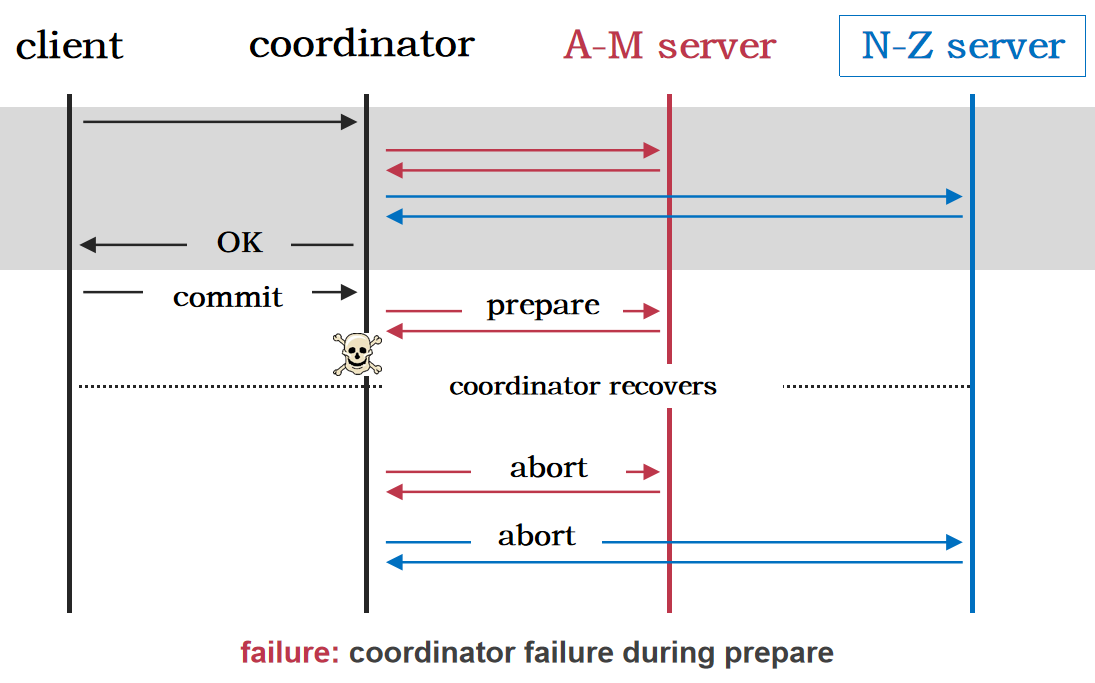 client coordinator A-M server N-Z server
OK
commit
prepare
coordinator recovers
abort
abort
failure: coordinator failure during prepare